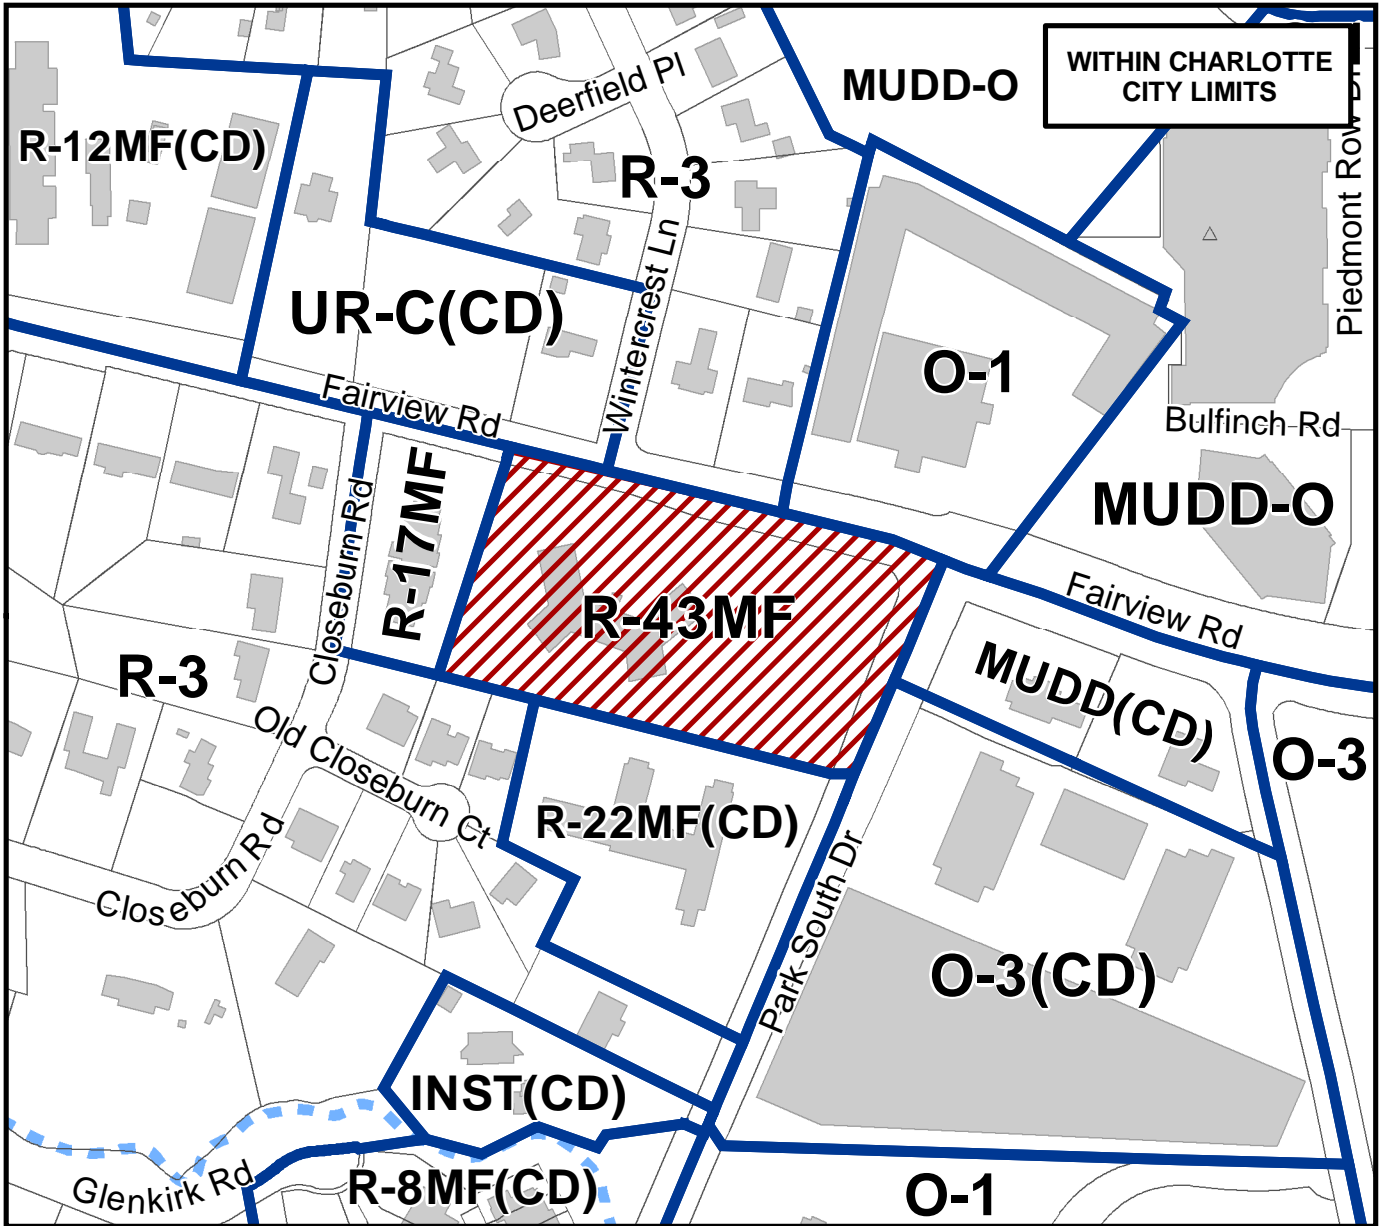 WITHIN CHARLOTTE
CITY LIMITS
MUDD-O
Deerfield Pl
R-12MF(CD)
R-3
Piedmont Row Dr
Wintercrest Ln
UR-C(CD)
O-1
Fairview Rd
Bulfinch Rd
MUDD-O
R-17MF
Closeburn Rd
R-43MF
Fairview Rd
R-3
MUDD(CD)
Old Closeburn Ct
O-3
R-22MF(CD)
Closeburn Rd
Park South Dr
O-3(CD)
INST(CD)
Glenkirk Rd
R-8MF(CD)
O-1